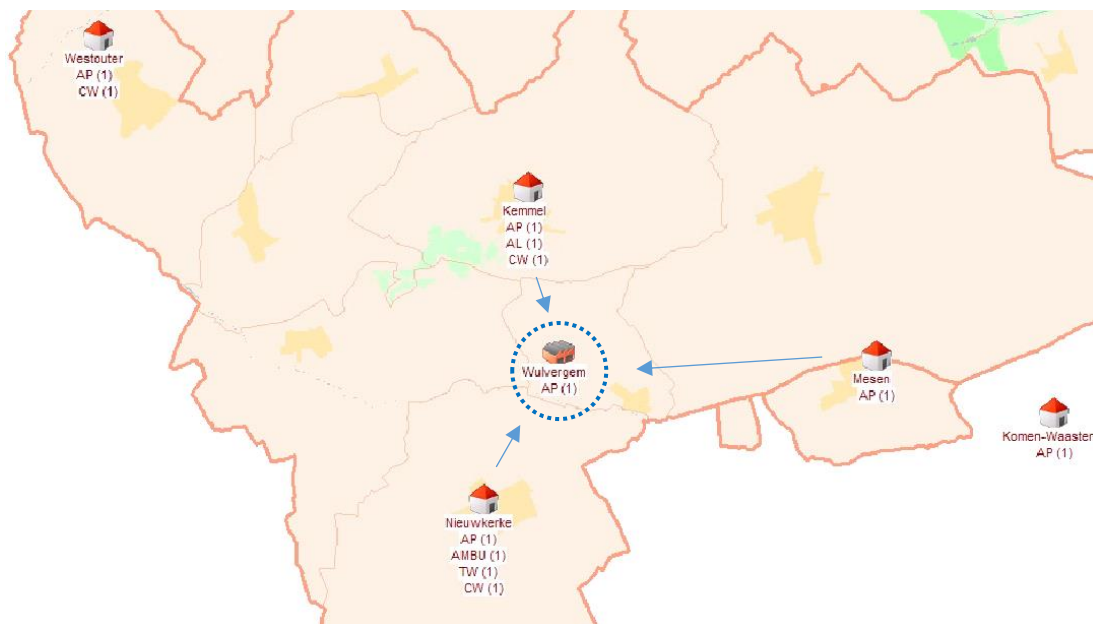 Westouter
AP (1)
CW (1)
Kemmel
AP (1)
AL (1)
CW (1)
Wulvergem
AP (1)
Mesen
AP (1)
Komen-Waasten
AP (1)
Nieuwkerke
AP (1)
AMBU (1)
TW (1)
CW (1)